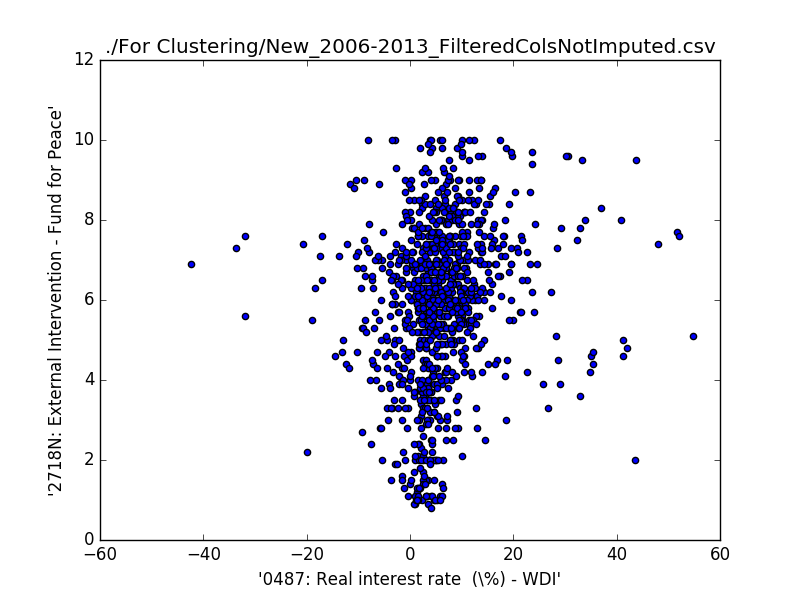 ./For Clustering/New_2006-2013_FilteredColsNotImputed.csv
'2718N: External Intervention - Fund for Peace'
12
10
8
6
4
2
0
−60 −40 −20 0 20 40 60
'0487: Real interest rate  (\%) - WDI'